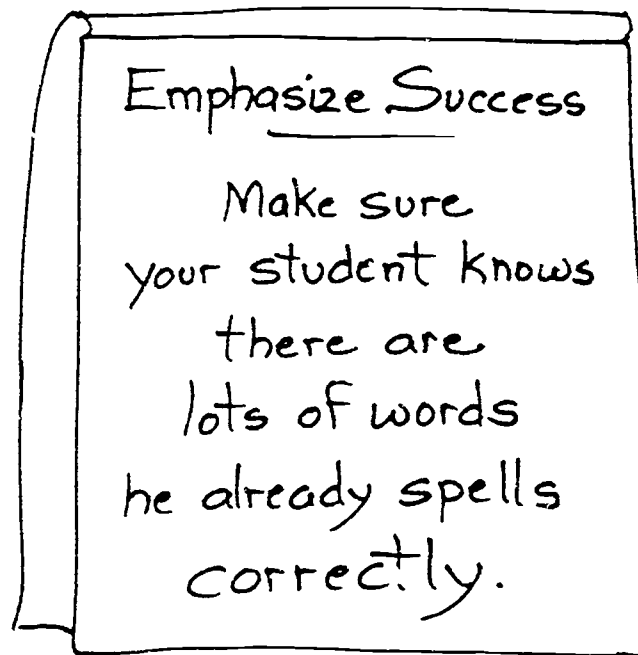 Emphasize Success
Make sure
your student knows
there are
lots of words
he already spells
correctly.